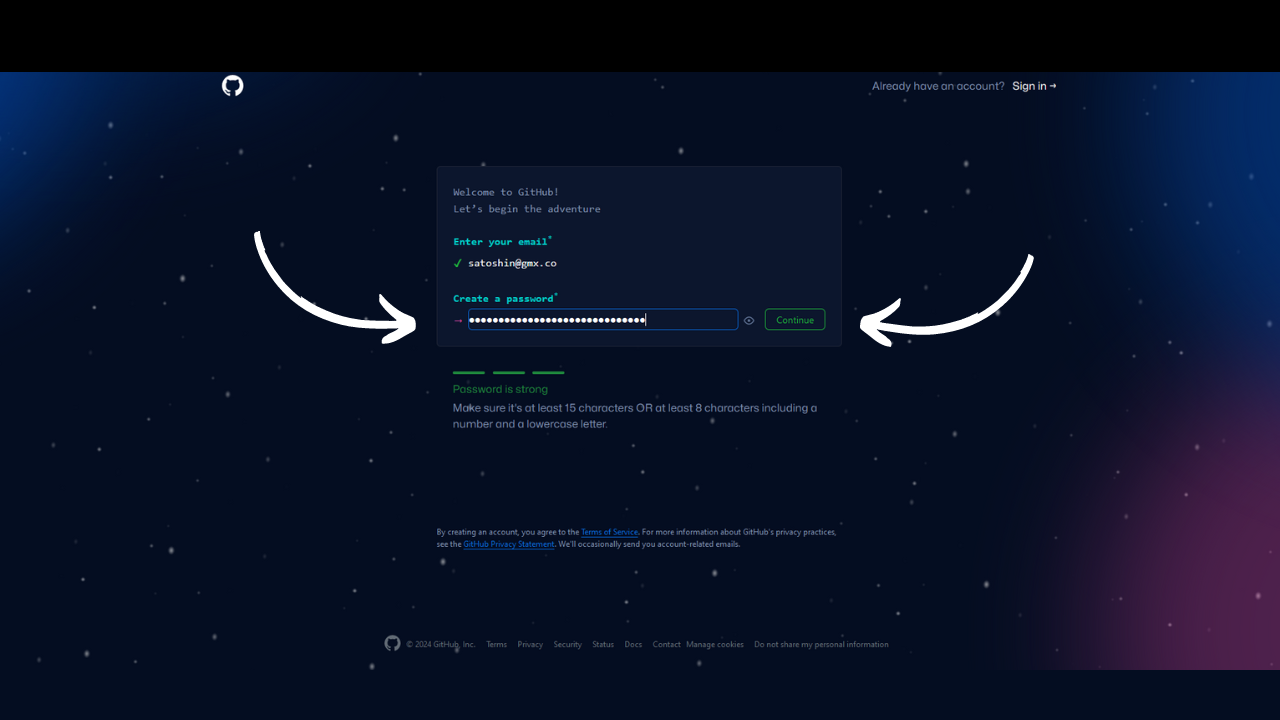 Already have an account? Sign in →
Welcome to GitHub!
Let's begin the adventure
Enter your email*
✓ satoshin@gmx.co
Create a password*
→ ●●●●●●●●●●●●●●●●●●●●●●●●●●●●●● Continue
Password is strong
Make sure it's at least 15 characters OR at least 8 characters including a
number and a lowercase letter.
By creating an account, you agree to the Terms of Service. For more information about GitHub's privacy practices,
see the GitHub Privacy Statement. We'll occasionally send you account-related emails.
© 2024 GitHub, Inc. Terms Privacy Security Status Docs Contact Manage cookies Do not share my personal information